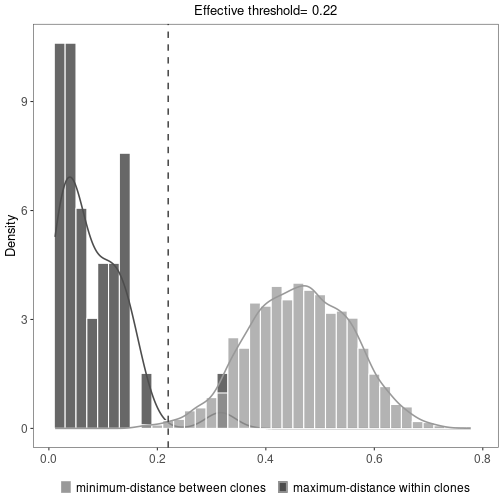 Effective threshold= 0.22
Density
9
6
3
0
0.0 0.2 0.4 0.6 0.8
minimum-distance between clones maximum-distance within clones